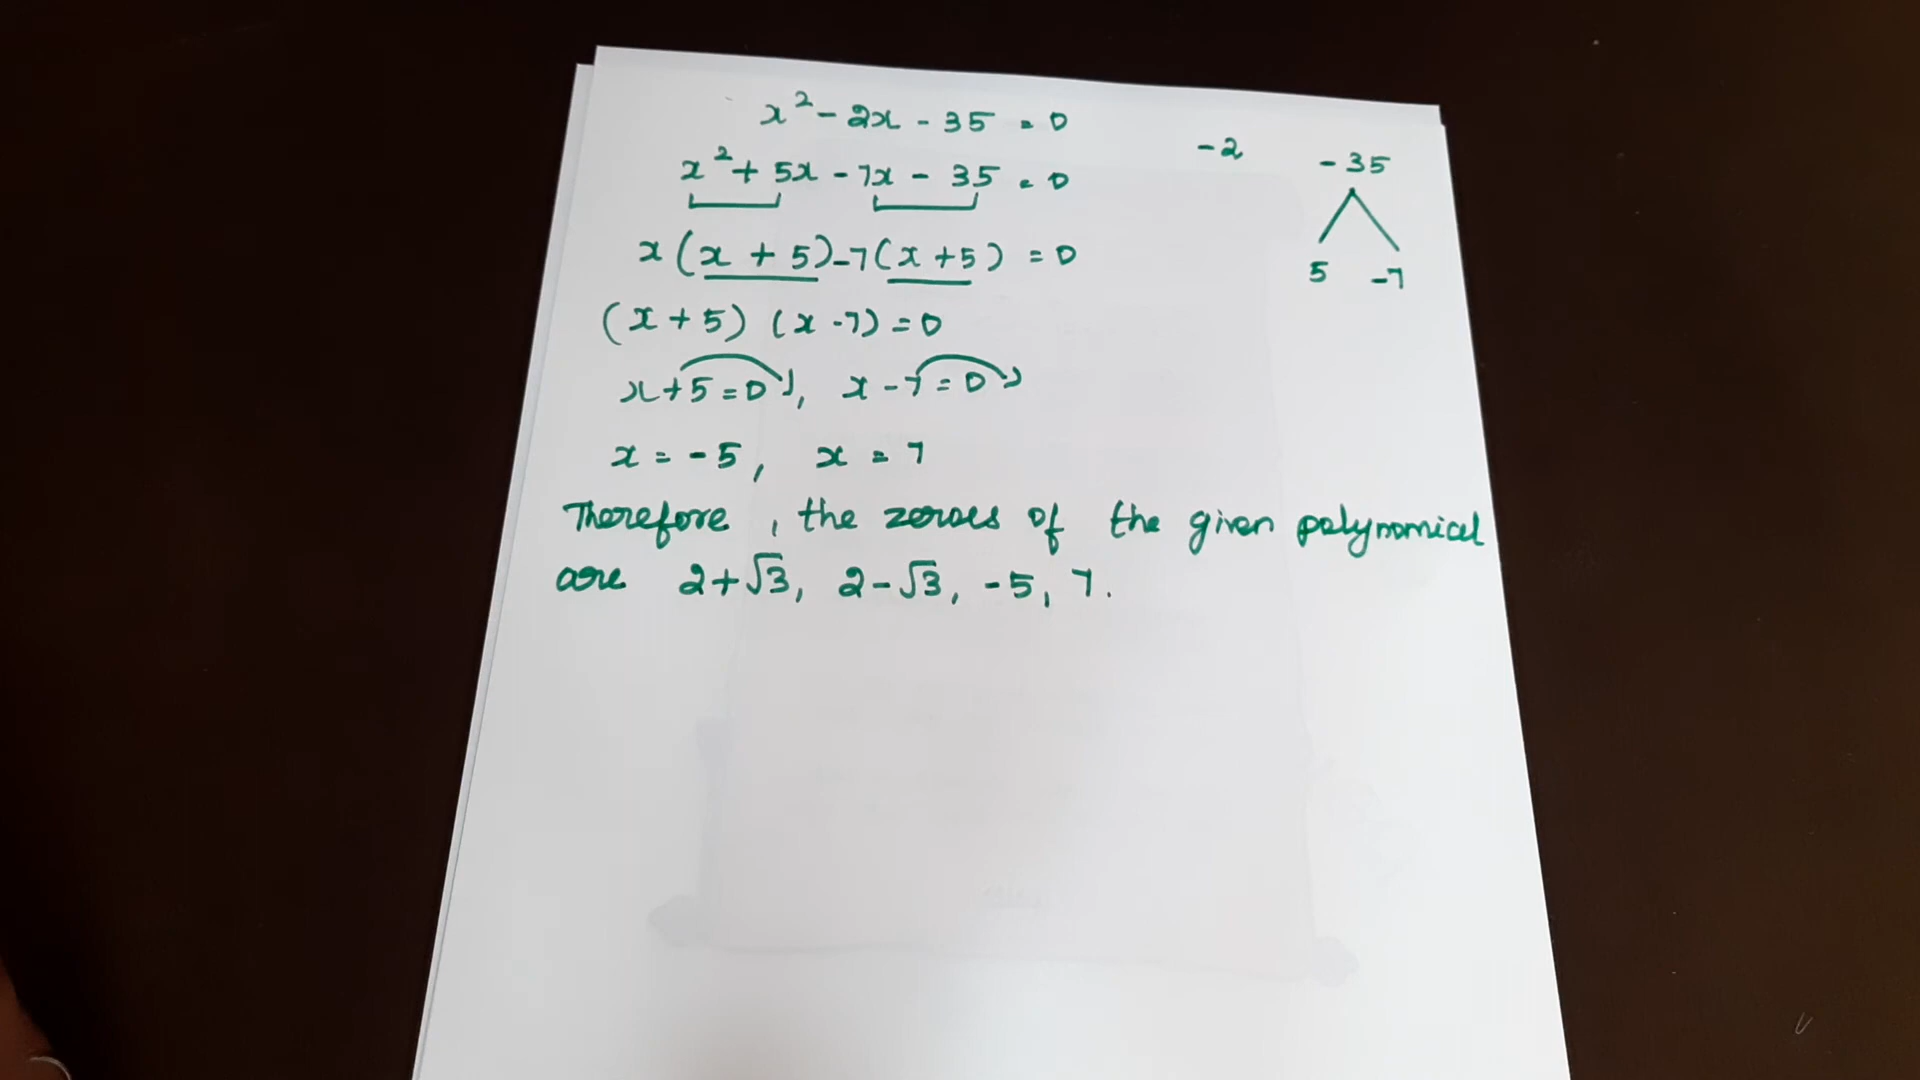 x² - 2x - 35 = 0
-2 -35
x² + 5x - 7x - 35 = 0
x (x + 5) -7 (x +5) = 0
5 -7
(x + 5) (x -7) = 0
x+5 = 0, x - 7 = 0
x = -5, x = 7
Therefore, the zeroes of the given polynomical
are 2+√3, 2-√3, -5, 7.